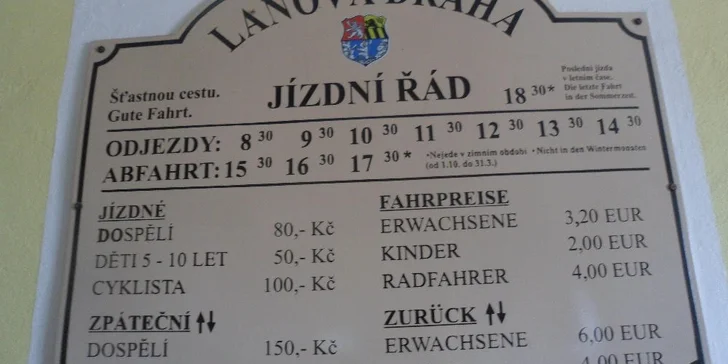 LANOVÁ DRAHA
Šťastnou cestu.
Gute Fahrt.
JÍZDNÍ ŘÁD
18 30*
Poslední jízda
v letním čase.
Die letzte Fahrt
in der Sommerzeit.
ODJEZDY: 8 30 9 30 10 30 11 30 12 30 13 30 14 30
ABFAHRT: 15 30 16 30 17 30 *
•Nejede v zimním období •Nicht in den Wintermonaten
(od 1.10. do 31.3.)
JÍZDNÉ
DOSPĚLÍ 80,- Kč
DĚTI 5 - 10 LET 50,- Kč
CYKLISTA 100,- Kč
ZPÁTEČNÍ ↑↓
DOSPĚLÍ 150,- Kč
FAHRPREISE
ERWACHSENE 3,20 EUR
KINDER 2,00 EUR
RADFAHRER 4,00 EUR
ZURÜCK ↑↓
ERWACHSENE 6,00 EUR
4,00 EUR